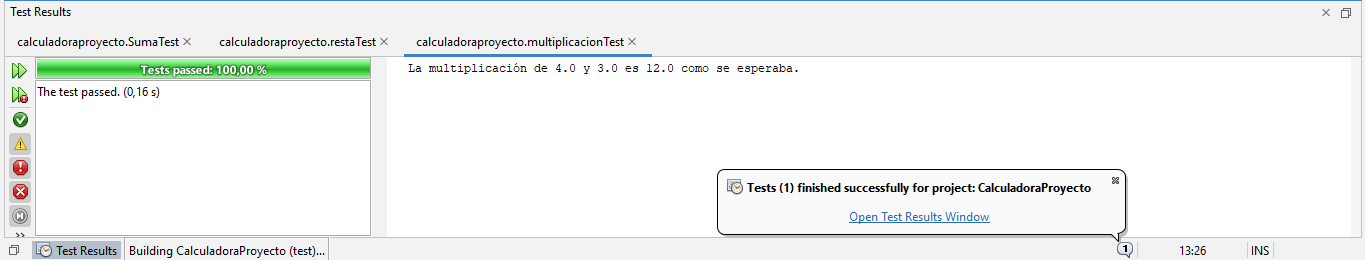 Test Results
calculadoraproyecto.SumaTest
calculadoraproyecto.restaTest
calculadoraproyecto.multiplicacionTest
Tests passed: 100,00 %
The test passed. (0,16 s)
La multiplicación de 4.0 y 3.0 es 12.0 como se esperaba.
Tests (1) finished successfully for project: CalculadoraProyecto
Open Test Results Window
Test Results
Building CalculadoraProyecto (test)...
1
13:26
INS